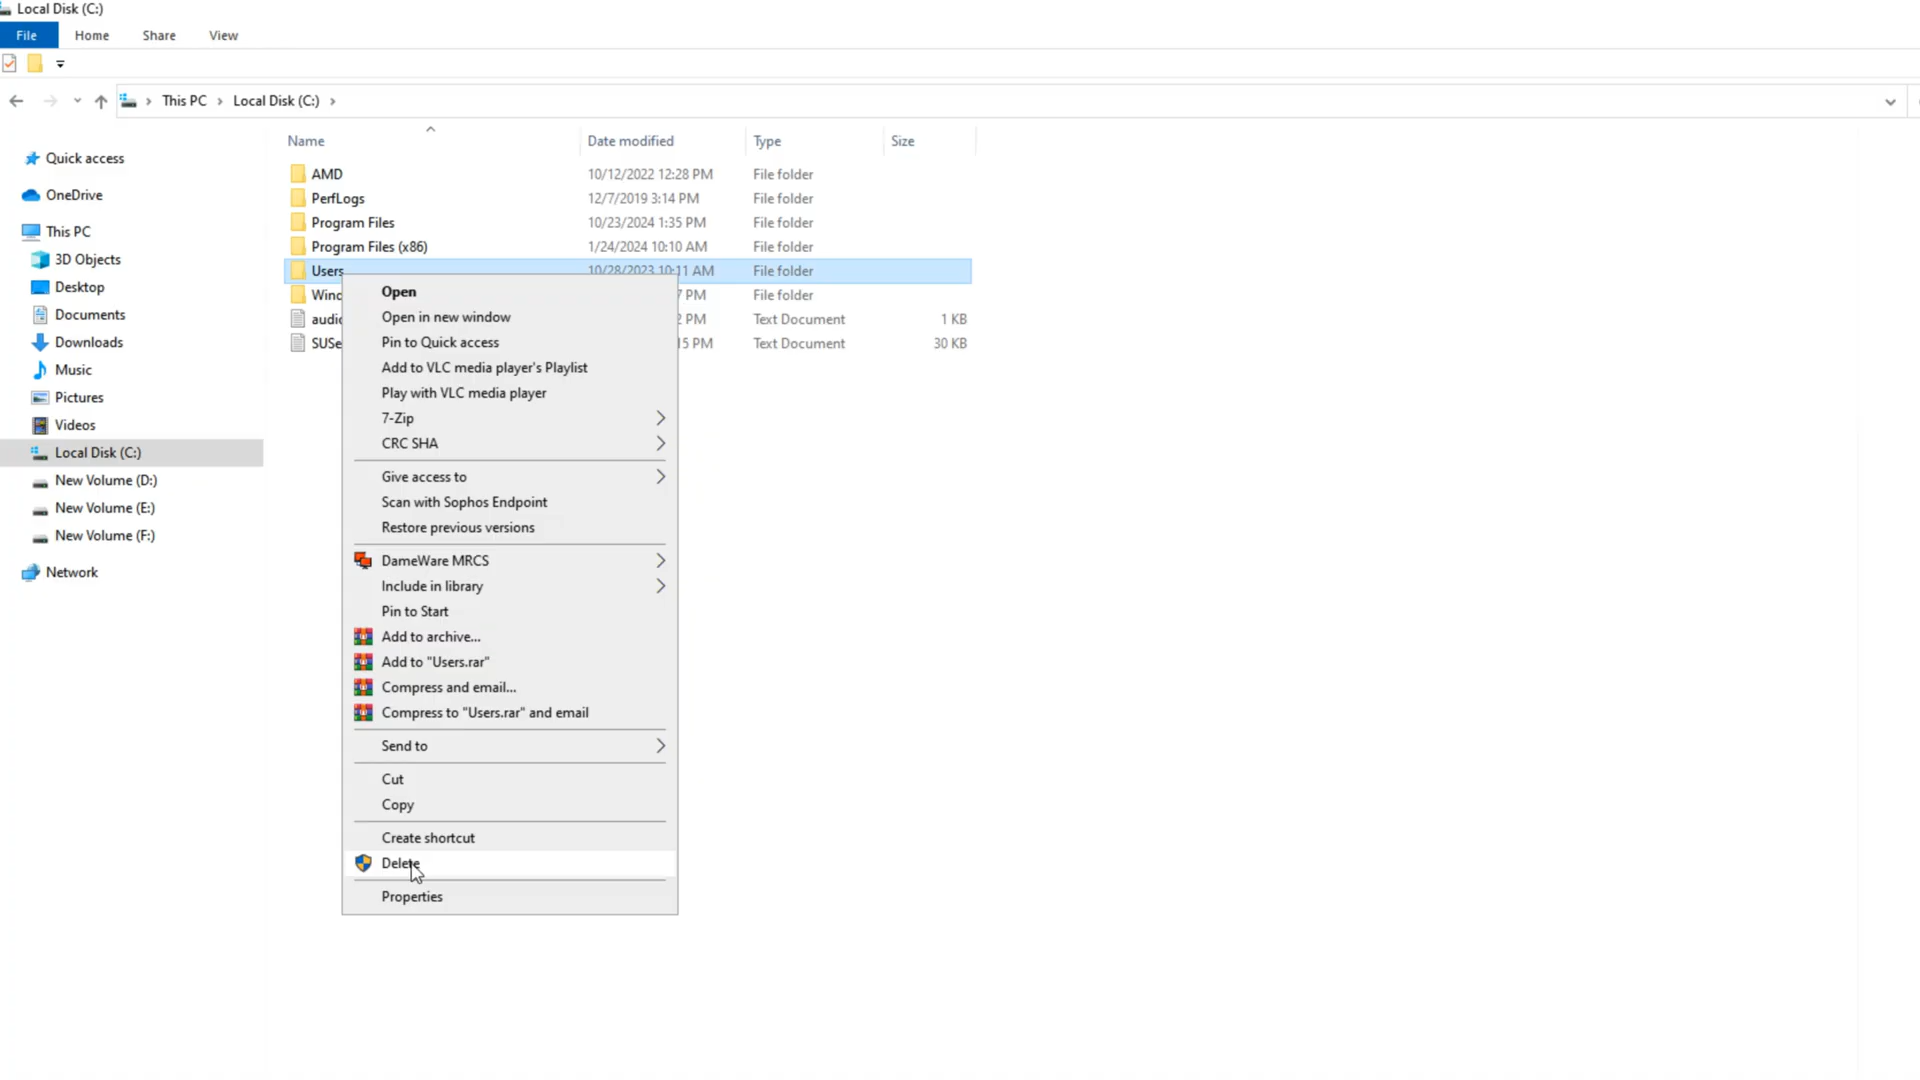 Local Disk (C:)
File Home Share View
This PC Local Disk (C:)
Name Date modified Type Size
Quick access
OneDrive
This PC
3D Objects
Desktop
Documents
Downloads
Music
Pictures
Videos
Local Disk (C:)
New Volume (D:)
New Volume (E:)
New Volume (F:)
Network
AMD 10/12/2022 12:28 PM File folder
PerfLogs 12/7/2019 3:14 PM File folder
Program Files 10/23/2024 1:35 PM File folder
Program Files (x86) 1/24/2024 10:10 AM File folder
Users 10/28/2023 10:11 AM File folder
PM File folder
PM Text Document 1 KB
PM Text Document 30 KB
Open
Open in new window
Pin to Quick access
Add to VLC media player's Playlist
Play with VLC media player
7-Zip
CRC SHA
Give access to
Scan with Sophos Endpoint
Restore previous versions
DameWare MRCS
Include in library
Pin to Start
Add to archive...
Add to "Users.rar"
Compress and email...
Compress to "Users.rar" and email
Send to
Cut
Copy
Create shortcut
Delete
Properties